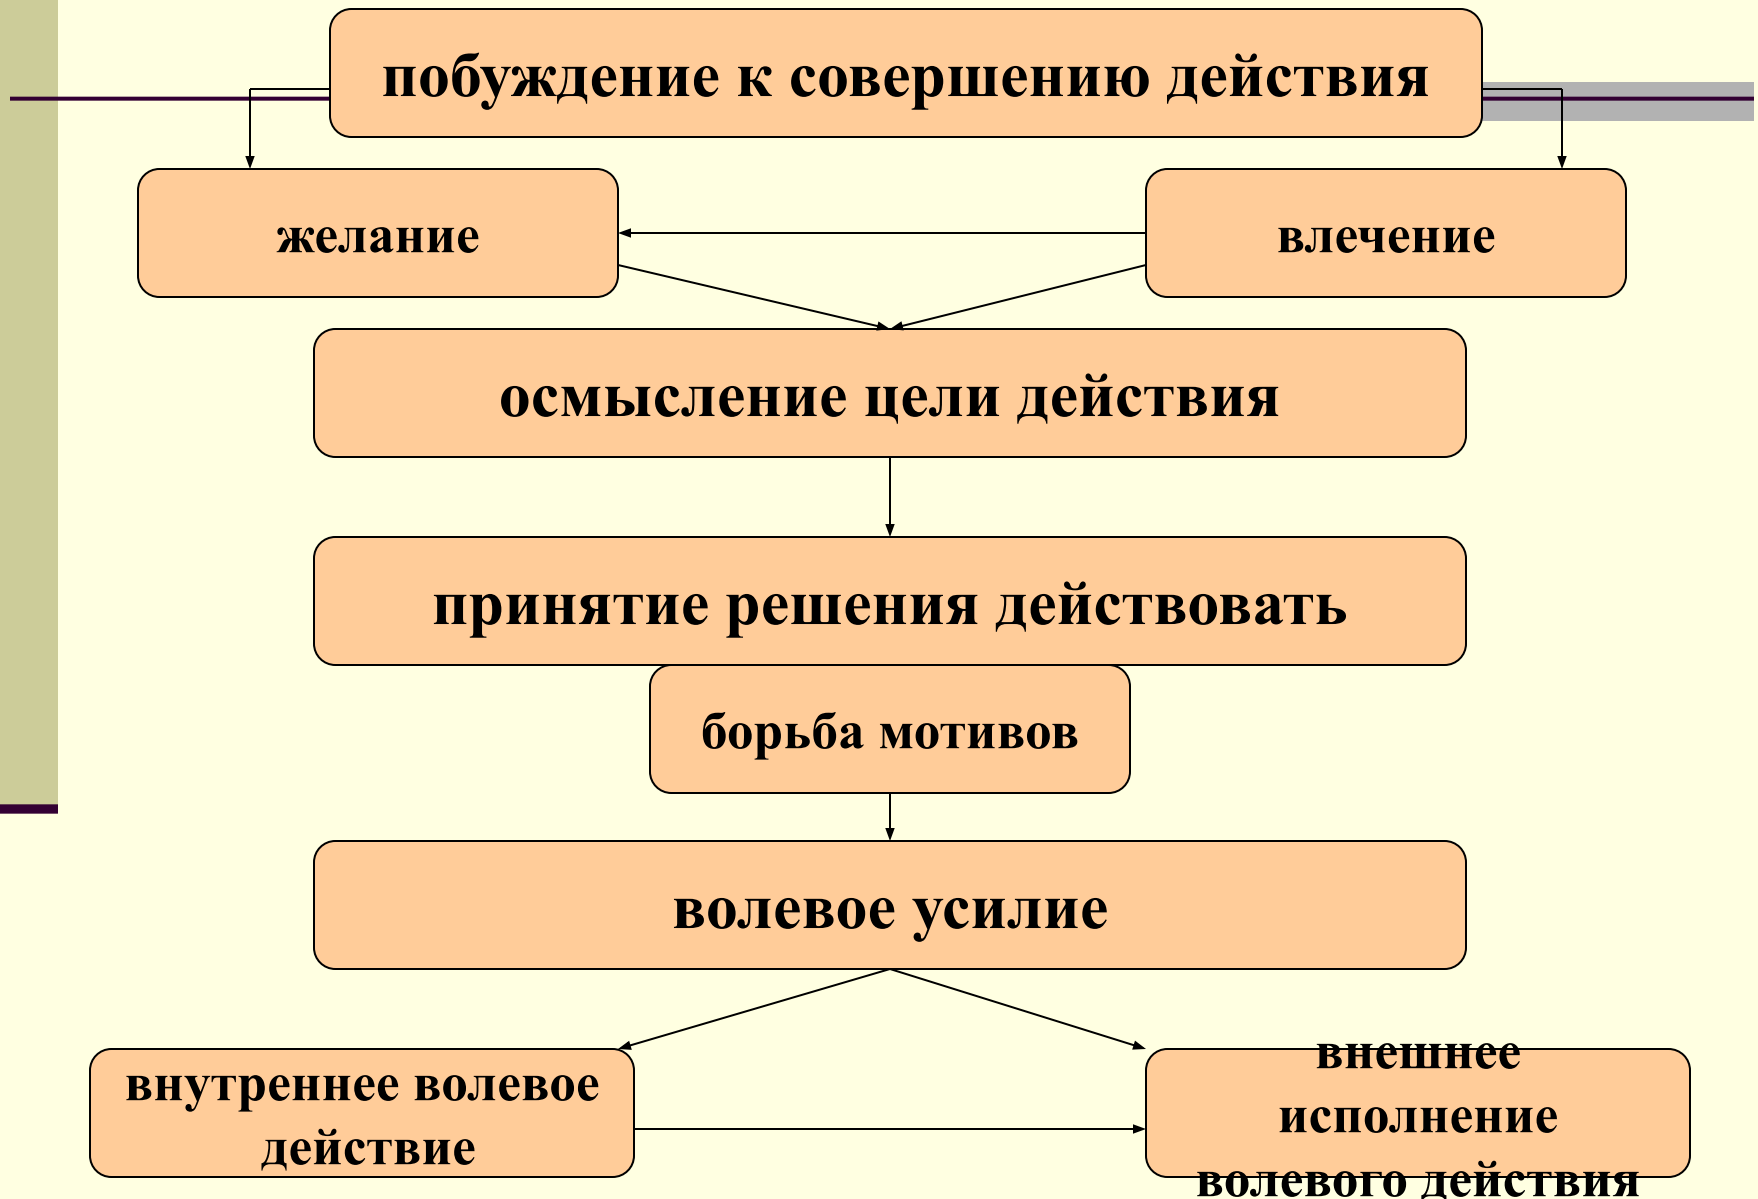 побуждение к совершению действия
желание
влечение
осмысление цели действия
принятие решения действовать
борьба мотивов
волевое усилие
внутреннее волевое
действие
внешнее
исполнение
волевого действия